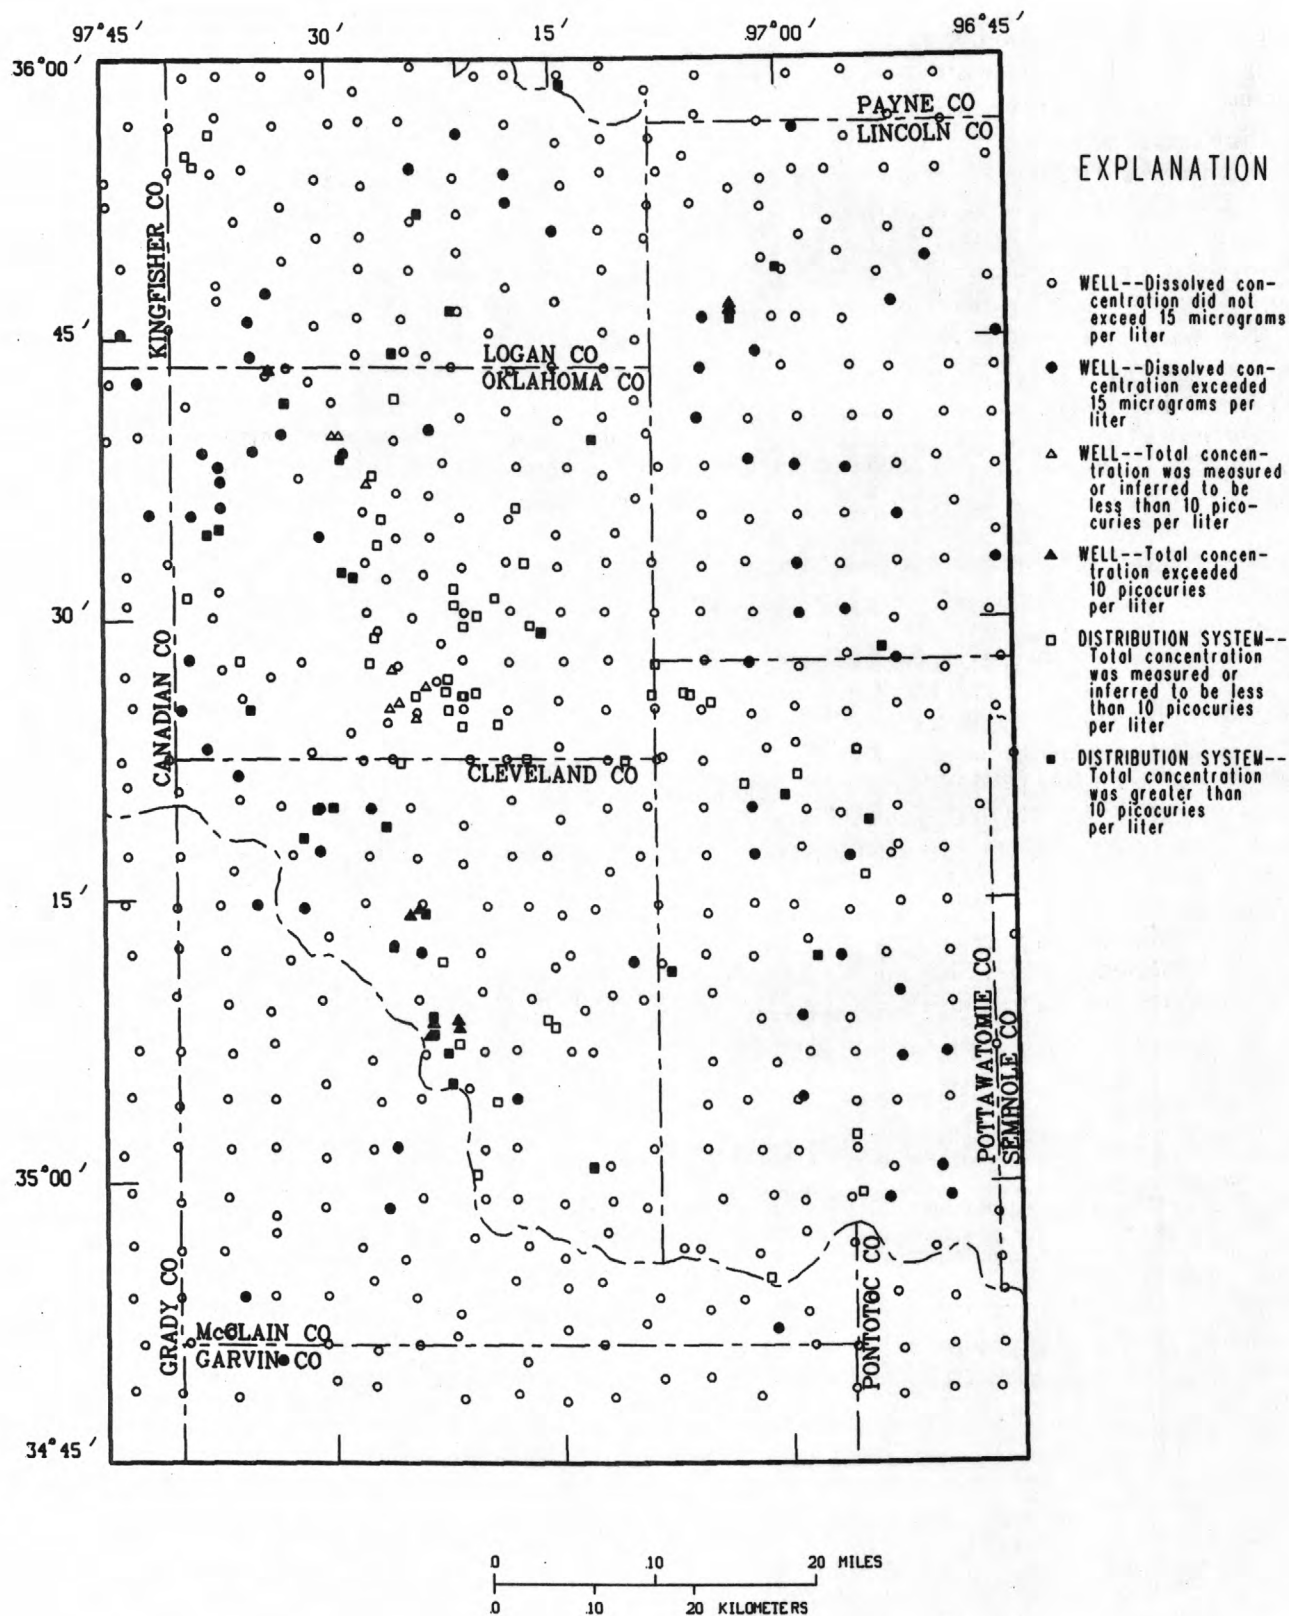 97°45′ 30′ 15′ 97°00′ 96°45′
36°00′
PAYNE CO
LINCOLN CO
EXPLANATION
KINGFISHER CO
WELL--Dissolved con-
centration did not
exceed 15 micrograms
per liter
45′
LOGAN CO
OKLAHOMA CO
WELL--Dissolved con-
centration exceeded
15 micrograms per
liter
WELL--Total concen-
tration was measured
or inferred to be
less than 10 pico-
curies per liter
WELL--Total concen-
tration exceeded
10 picocuries
per liter
30′
CANADIAN CO
DISTRIBUTION SYSTEM--
Total concentration
was measured or
inferred to be less
than 10 picocuries
per liter
CLEVELAND CO
DISTRIBUTION SYSTEM--
Total concentration
was greater than
10 picocuries
per liter
15′
POTTAWATOMIE CO
SEMINOLE CO
35°00′
GRADY CO
PONTOTOC CO
McCLAIN CO
GARVIN CO
34°45′
0 10 20 MILES
0 10 20 KILOMETERS